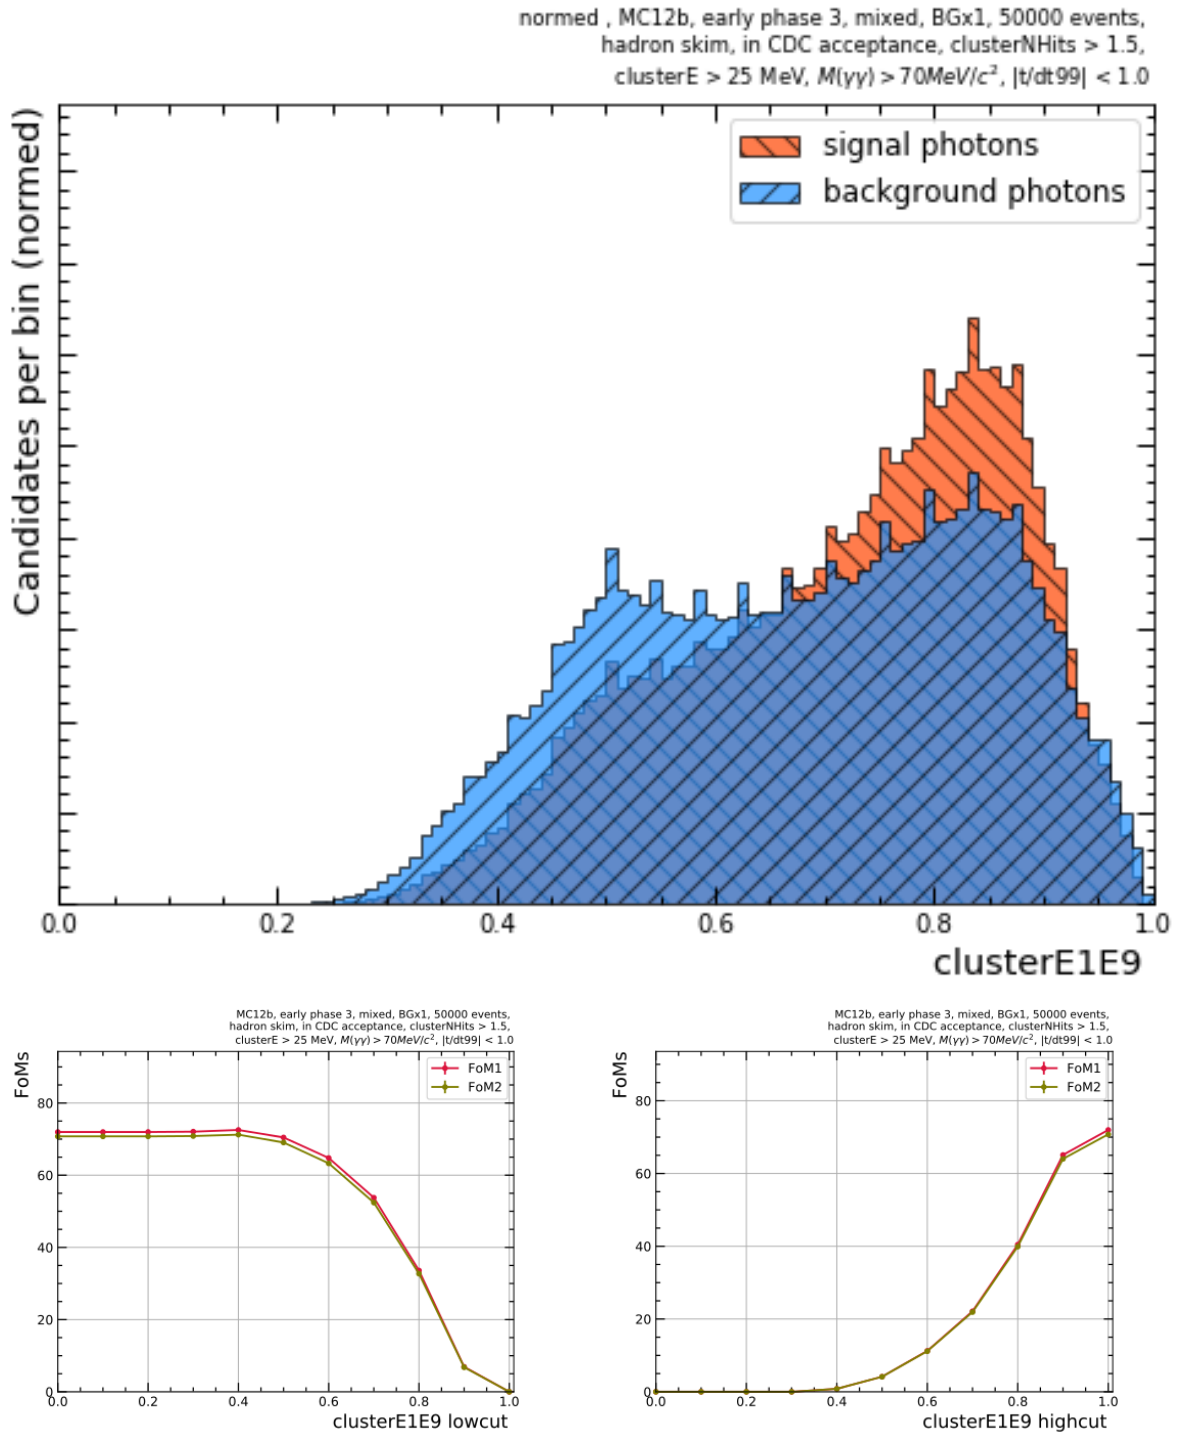 normed , MC12b, early phase 3, mixed, BGx1, 50000 events,
hadron skim, in CDC acceptance, clusterNHits > 1.5,
clusterE > 25 MeV, M(γγ) > 70MeV/c², |t/dt99| < 1.0
signal photons
background photons
Candidates per bin (normed)
0.0 0.2 0.4 0.6 0.8 1.0
clusterE1E9
MC12b, early phase 3, mixed, BGx1, 50000 events,
hadron skim, in CDC acceptance, clusterNHits > 1.5,
clusterE > 25 MeV, M(γγ) > 70MeV/c², |t/dt99| < 1.0
FoMs
FoM1
FoM2
80
60
40
20
0
0.0 0.2 0.4 0.6 0.8 1.0
clusterE1E9 lowcut
MC12b, early phase 3, mixed, BGx1, 50000 events,
hadron skim, in CDC acceptance, clusterNHits > 1.5,
clusterE > 25 MeV, M(γγ) > 70MeV/c², |t/dt99| < 1.0
FoMs
FoM1
FoM2
80
60
40
20
0
0.0 0.2 0.4 0.6 0.8 1.0
clusterE1E9 highcut